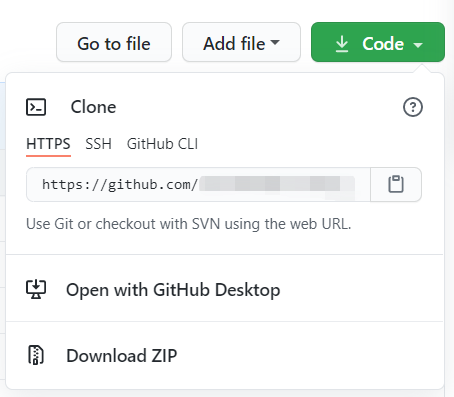 Go to file Add file Code
Clone
HTTPS SSH GitHub CLI
https://github.com/
Use Git or checkout with SVN using the web URL.
Open with GitHub Desktop
Download ZIP